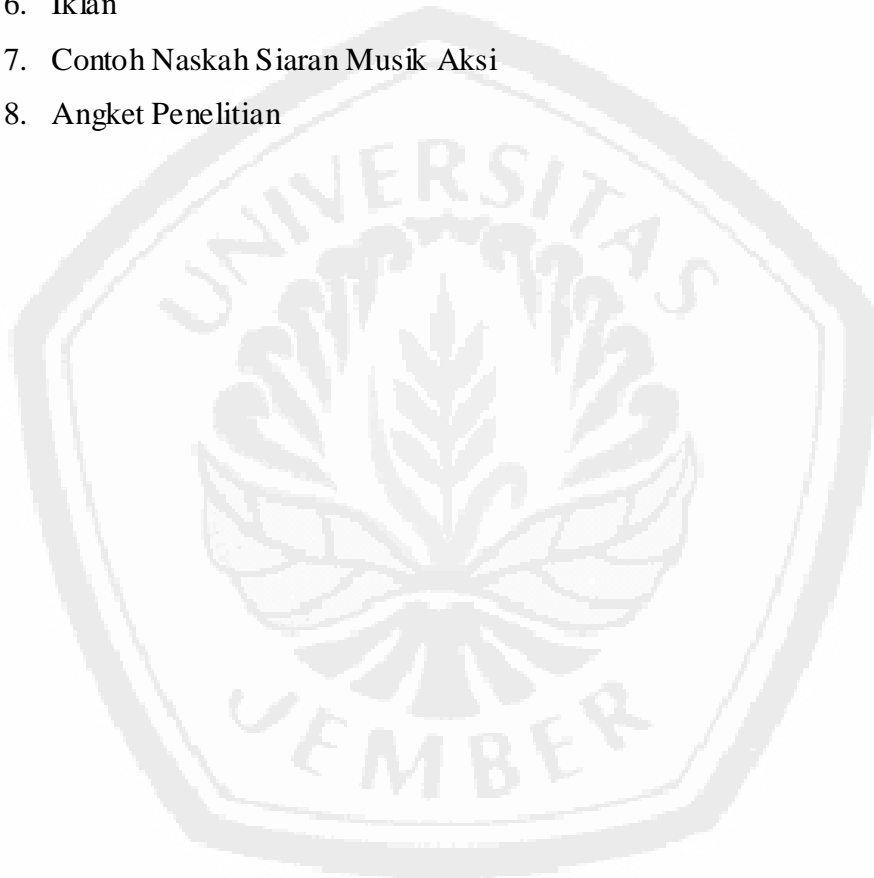 6. Iklan
7. Contoh Naskah Siaran Musik Aksi
8. Angket Penelitian
UNIVERSITAS
JEMBER